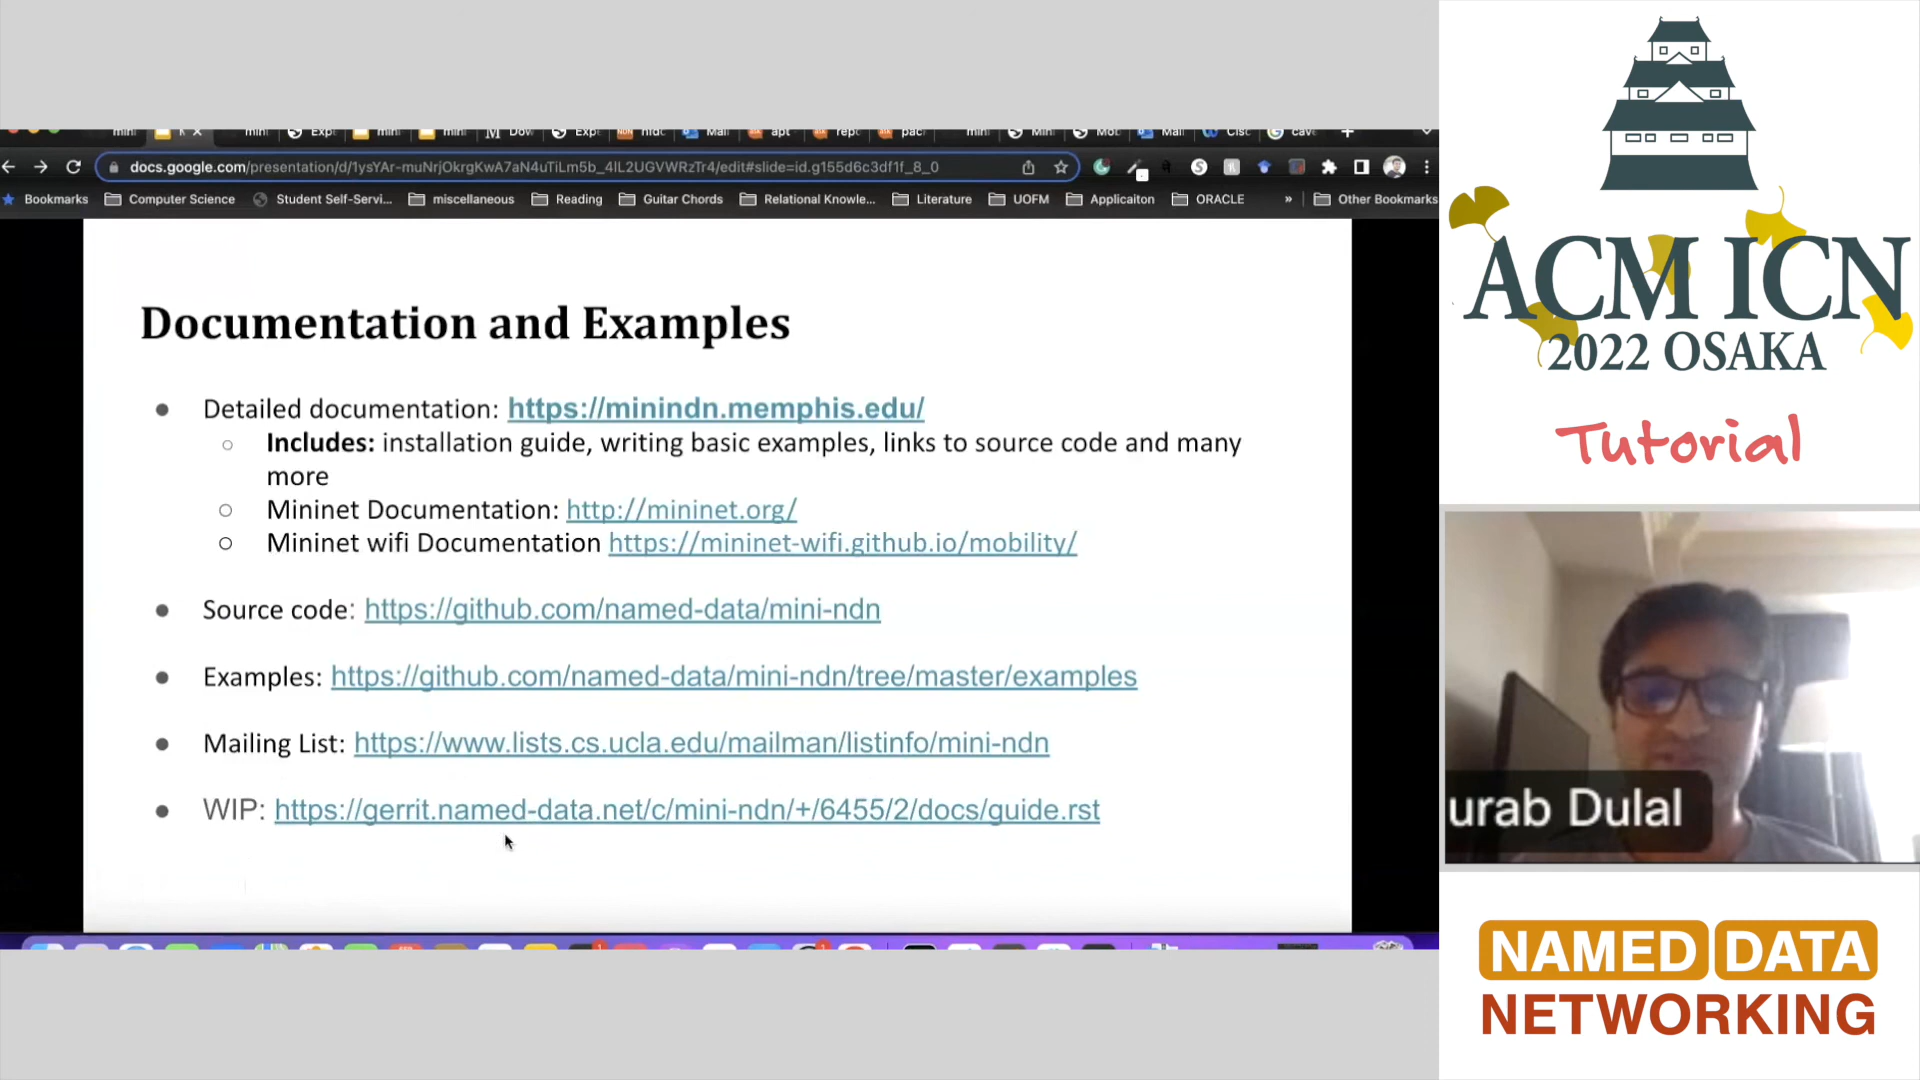 docs.google.com/presentation/d/1ysYAr-muNrjOkrgKwA7aN4uTiLm5b_4IL2UGVWRzTr4/edit#slide=id.g155d6c3df1f_8_0
Bookmarks Computer Science Student Self-Servi... miscellaneous Reading Guitar Chords Relational Knowle... Literature UOFM Applicaiton ORACLE » Other Bookmarks
Documentation and Examples
Detailed documentation: https://minindn.memphis.edu/
Includes: installation guide, writing basic examples, links to source code and many
more
Mininet Documentation: http://mininet.org/
Mininet wifi Documentation https://mininet-wifi.github.io/mobility/
Source code: https://github.com/named-data/mini-ndn
Examples: https://github.com/named-data/mini-ndn/tree/master/examples
Mailing List: https://www.lists.cs.ucla.edu/mailman/listinfo/mini-ndn
WIP: https://gerrit.named-data.net/c/mini-ndn/+/6455/2/docs/guide.rst
ACM ICN
2022 OSAKA
Tutorial
urab Dulal
NAMED DATA
NETWORKING